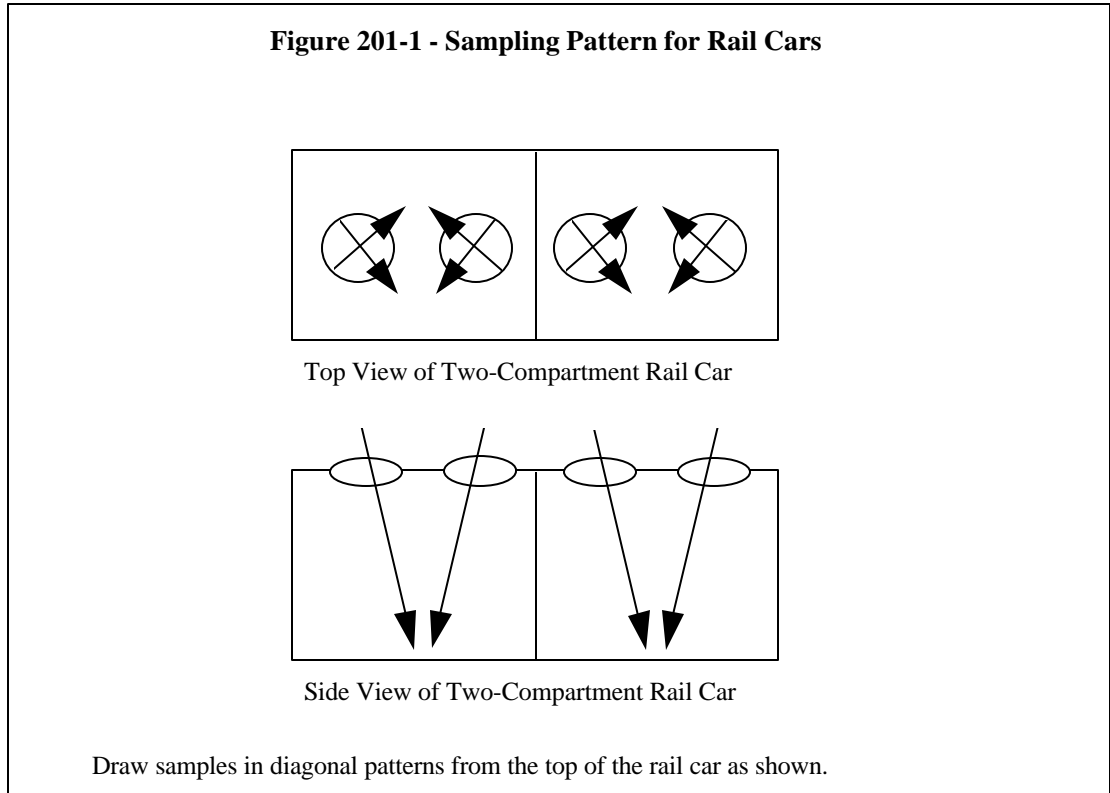 Figure 201-1 - Sampling Pattern for Rail Cars
Top View of Two-Compartment Rail Car
Side View of Two-Compartment Rail Car
Draw samples in diagonal patterns from the top of the rail car as shown.